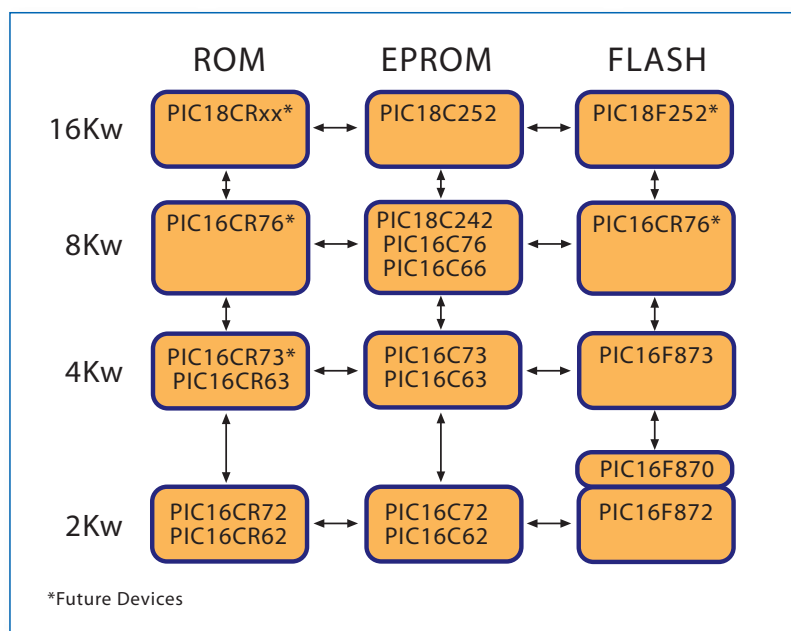 ROM EPROM FLASH
16Kw PIC18CRxx* PIC18C252 PIC18F252*
8Kw PIC16CR76* PIC18C242 PIC16CR76*
PIC16C76
PIC16C66
4Kw PIC16CR73* PIC16C73 PIC16F873
PIC16CR63 PIC16C63
PIC16F870
2Kw PIC16CR72 PIC16C72 PIC16F872
PIC16CR62 PIC16C62
*Future Devices